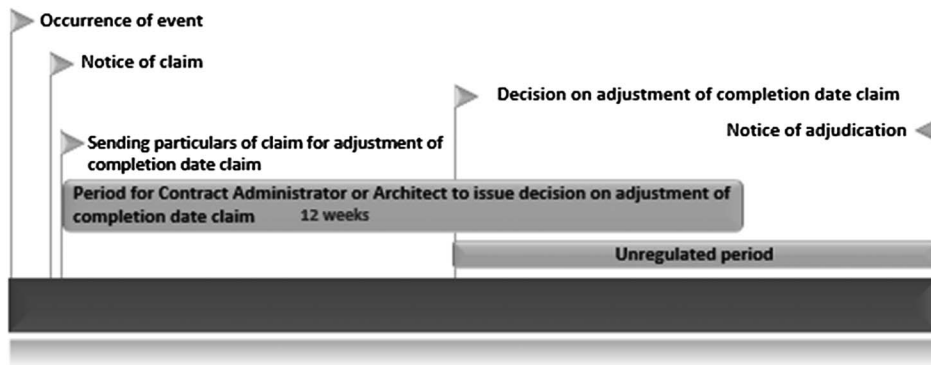 Occurrence of event
Notice of claim
Decision on adjustment of completion date claim
Notice of adjudication
Sending particulars of claim for adjustment of
completion date claim
Period for Contract Administrator or Architect to issue decision on adjustment of
completion date claim 12 weeks
Unregulated period